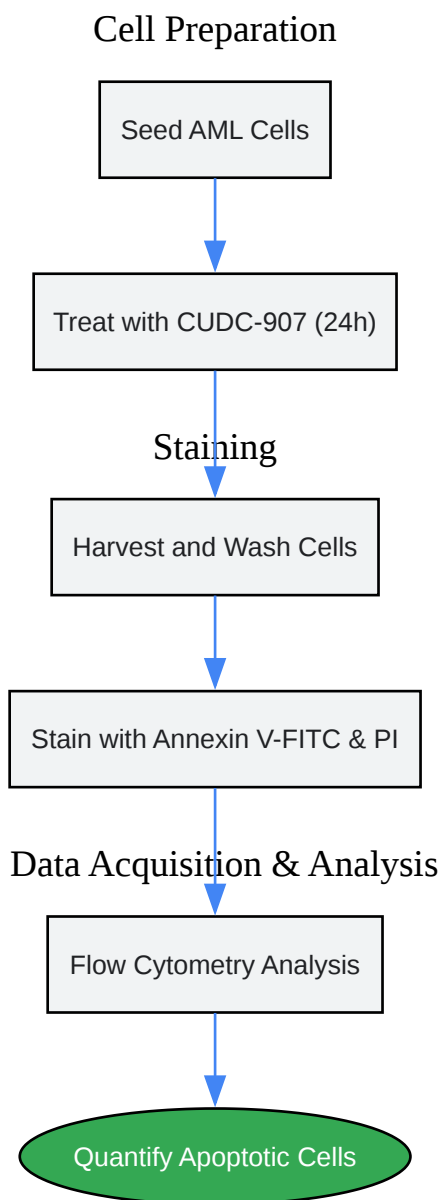 Cell Preparation
Seed AML Cells
Treat with CUDC-907 (24h)
Staining
Harvest and Wash Cells
Stain with Annexin V-FITC & PI
Data Acquisition & Analysis
Flow Cytometry Analysis
Quantify Apoptotic Cells